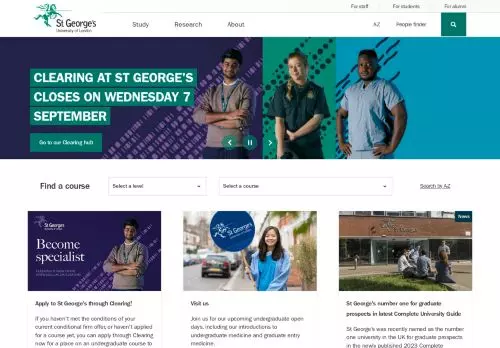 For staff For students For alumni
St George's
University of London
Study Research About A-Z People finder
CLEARING AT ST GEORGE'S
CLOSES ON WEDNESDAY 7
SEPTEMBER
Go to our Clearing hub
Find a course Select a level Select a course Search by A-Z
St George's
Become
specialist
St George's
News
Apply to St George's through Clearing!
If you haven't met the conditions of your
current conditional firm offer, or haven't applied
for a course yet, you can apply through Clearing
now for a place on an undergraduate course to
Visit us
Join us for our upcoming undergraduate open
days, including our introductions to
undergraduate medicine and graduate entry
medicine.
St George's number one for graduate
prospects in latest Complete University Guide
St George's was recently named the number
one university in the UK for graduate prospects
in the newly published 2023 Complete